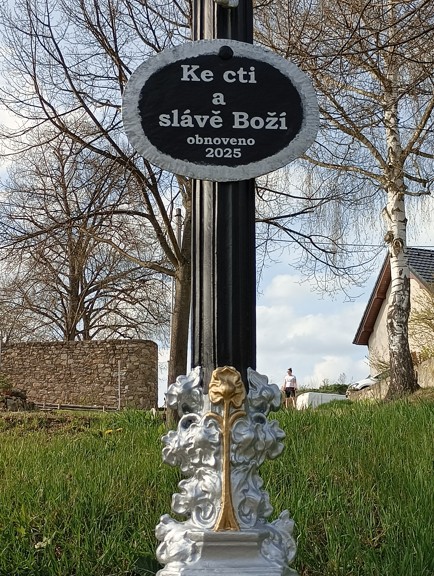 Ke cti
a
slávě Boží
obnoveno
2025